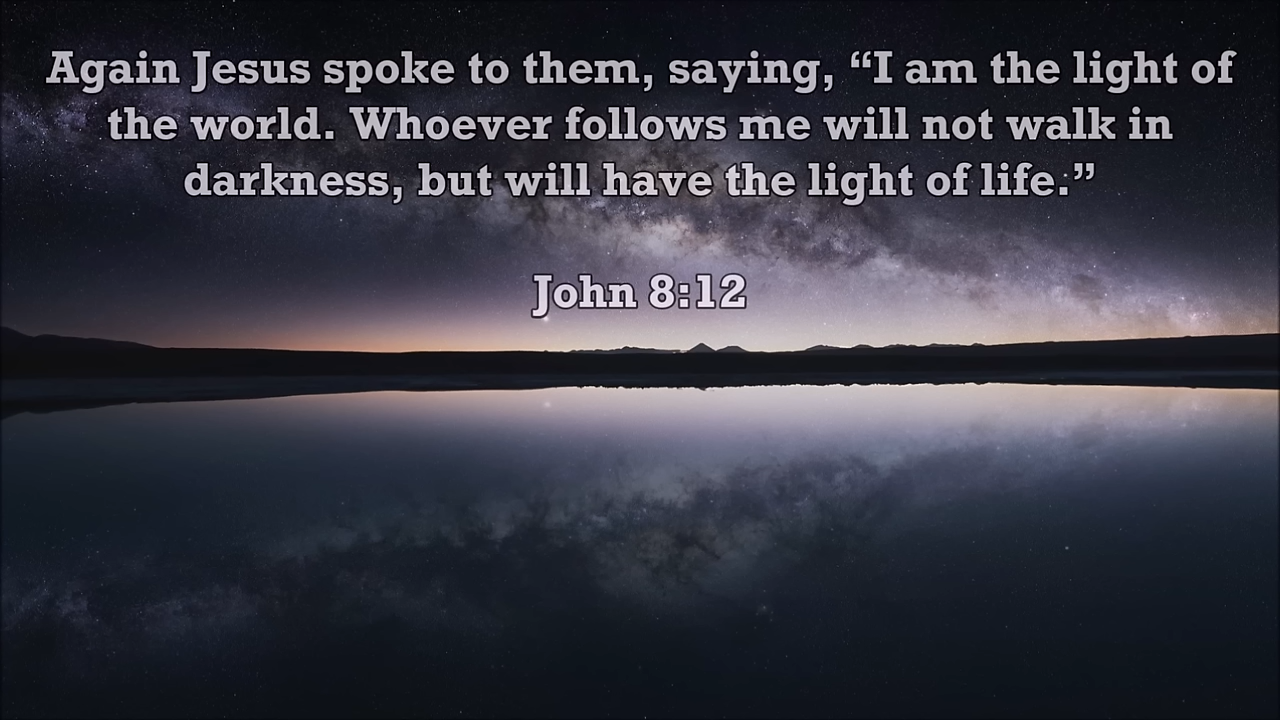 Again Jesus spoke to them, saying, “I am the light of
the world. Whoever follows me will not walk in
darkness, but will have the light of life.”
John 8:12